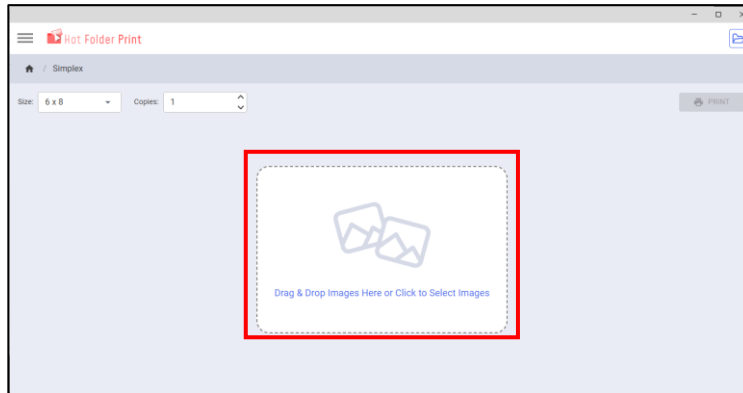 Hot Folder Print
/ Simplex
Size: 6 x 8 Copies: 1 PRINT
Drag & Drop Images Here or Click to Select Images